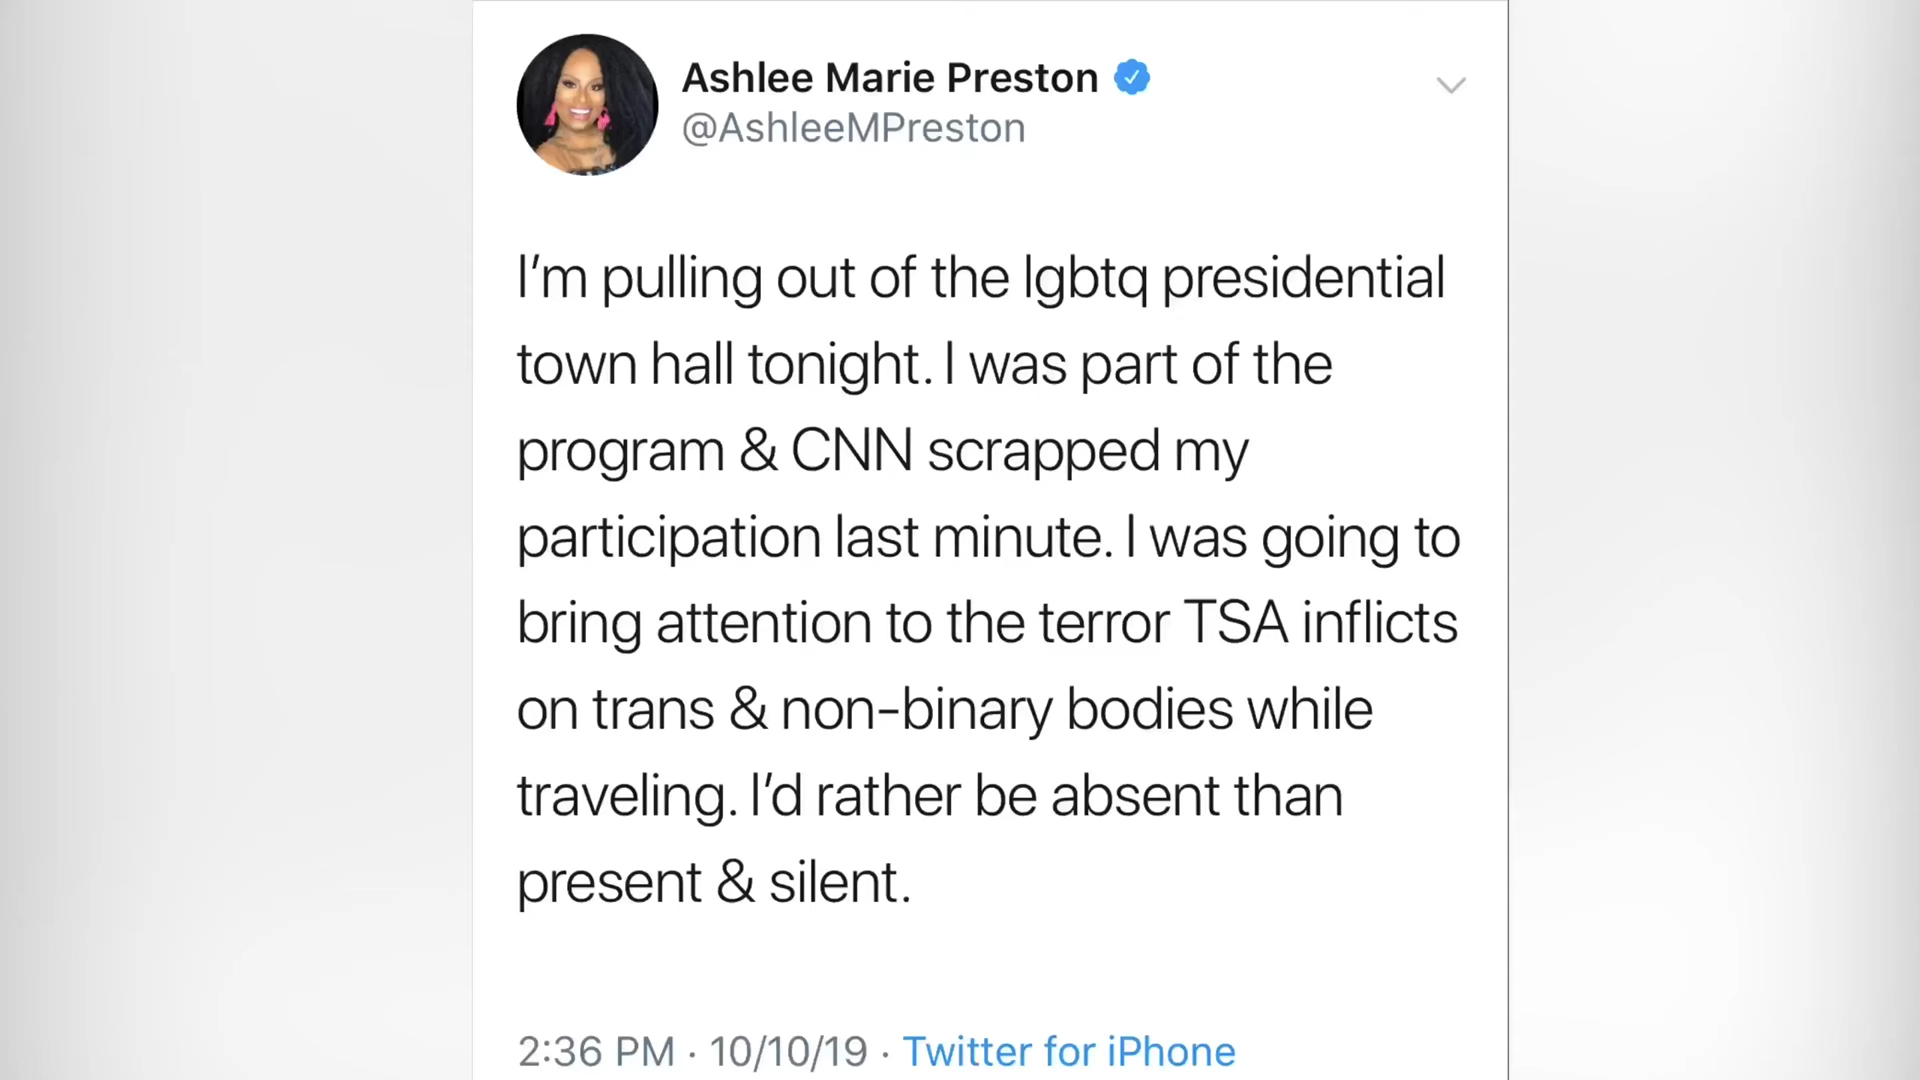 Ashlee Marie Preston
@AshleeMPreston
I'm pulling out of the lgbtq presidential
town hall tonight. I was part of the
program & CNN scrapped my
participation last minute. I was going to
bring attention to the terror TSA inflicts
on trans & non-binary bodies while
traveling. I'd rather be absent than
present & silent.
2:36 PM · 10/10/19 · Twitter for iPhone